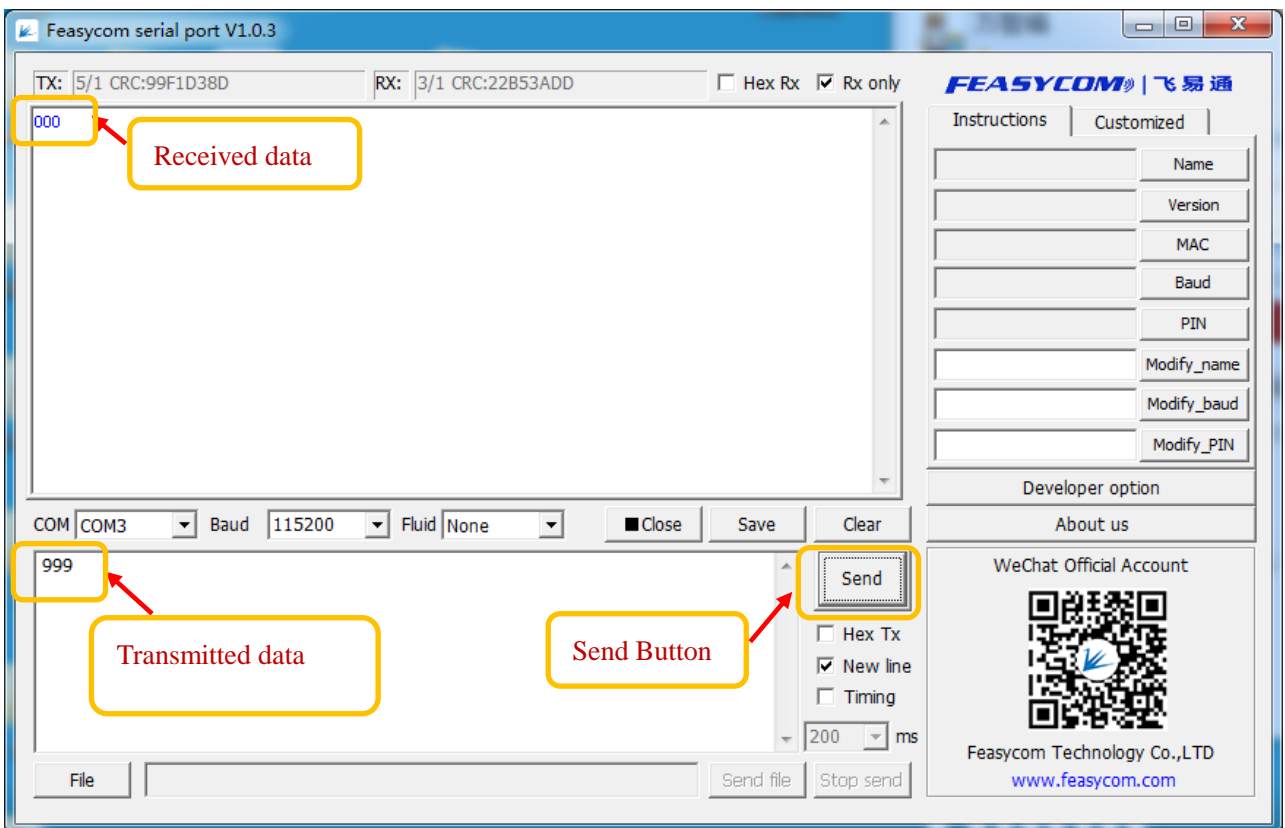 Feasycom serial port V1.0.3
TX: 5/1 CRC:99F1D38D RX: 3/1 CRC:22B53ADD Hex Rx Rx only
FEASYCOM | 飞易通
000
Received data
Instructions Customized
Name
Version
MAC
Baud
PIN
Modify_name
Modify_baud
Modify_PIN
Developer option
COM COM3 Baud 115200 Fluid None Close Save Clear
About us
999
Transmitted data
Send Button
Send
Hex Tx
New line
Timing
200 ms
WeChat Official Account
Feasycom Technology Co.,LTD
www.feasycom.com
File Send file Stop send